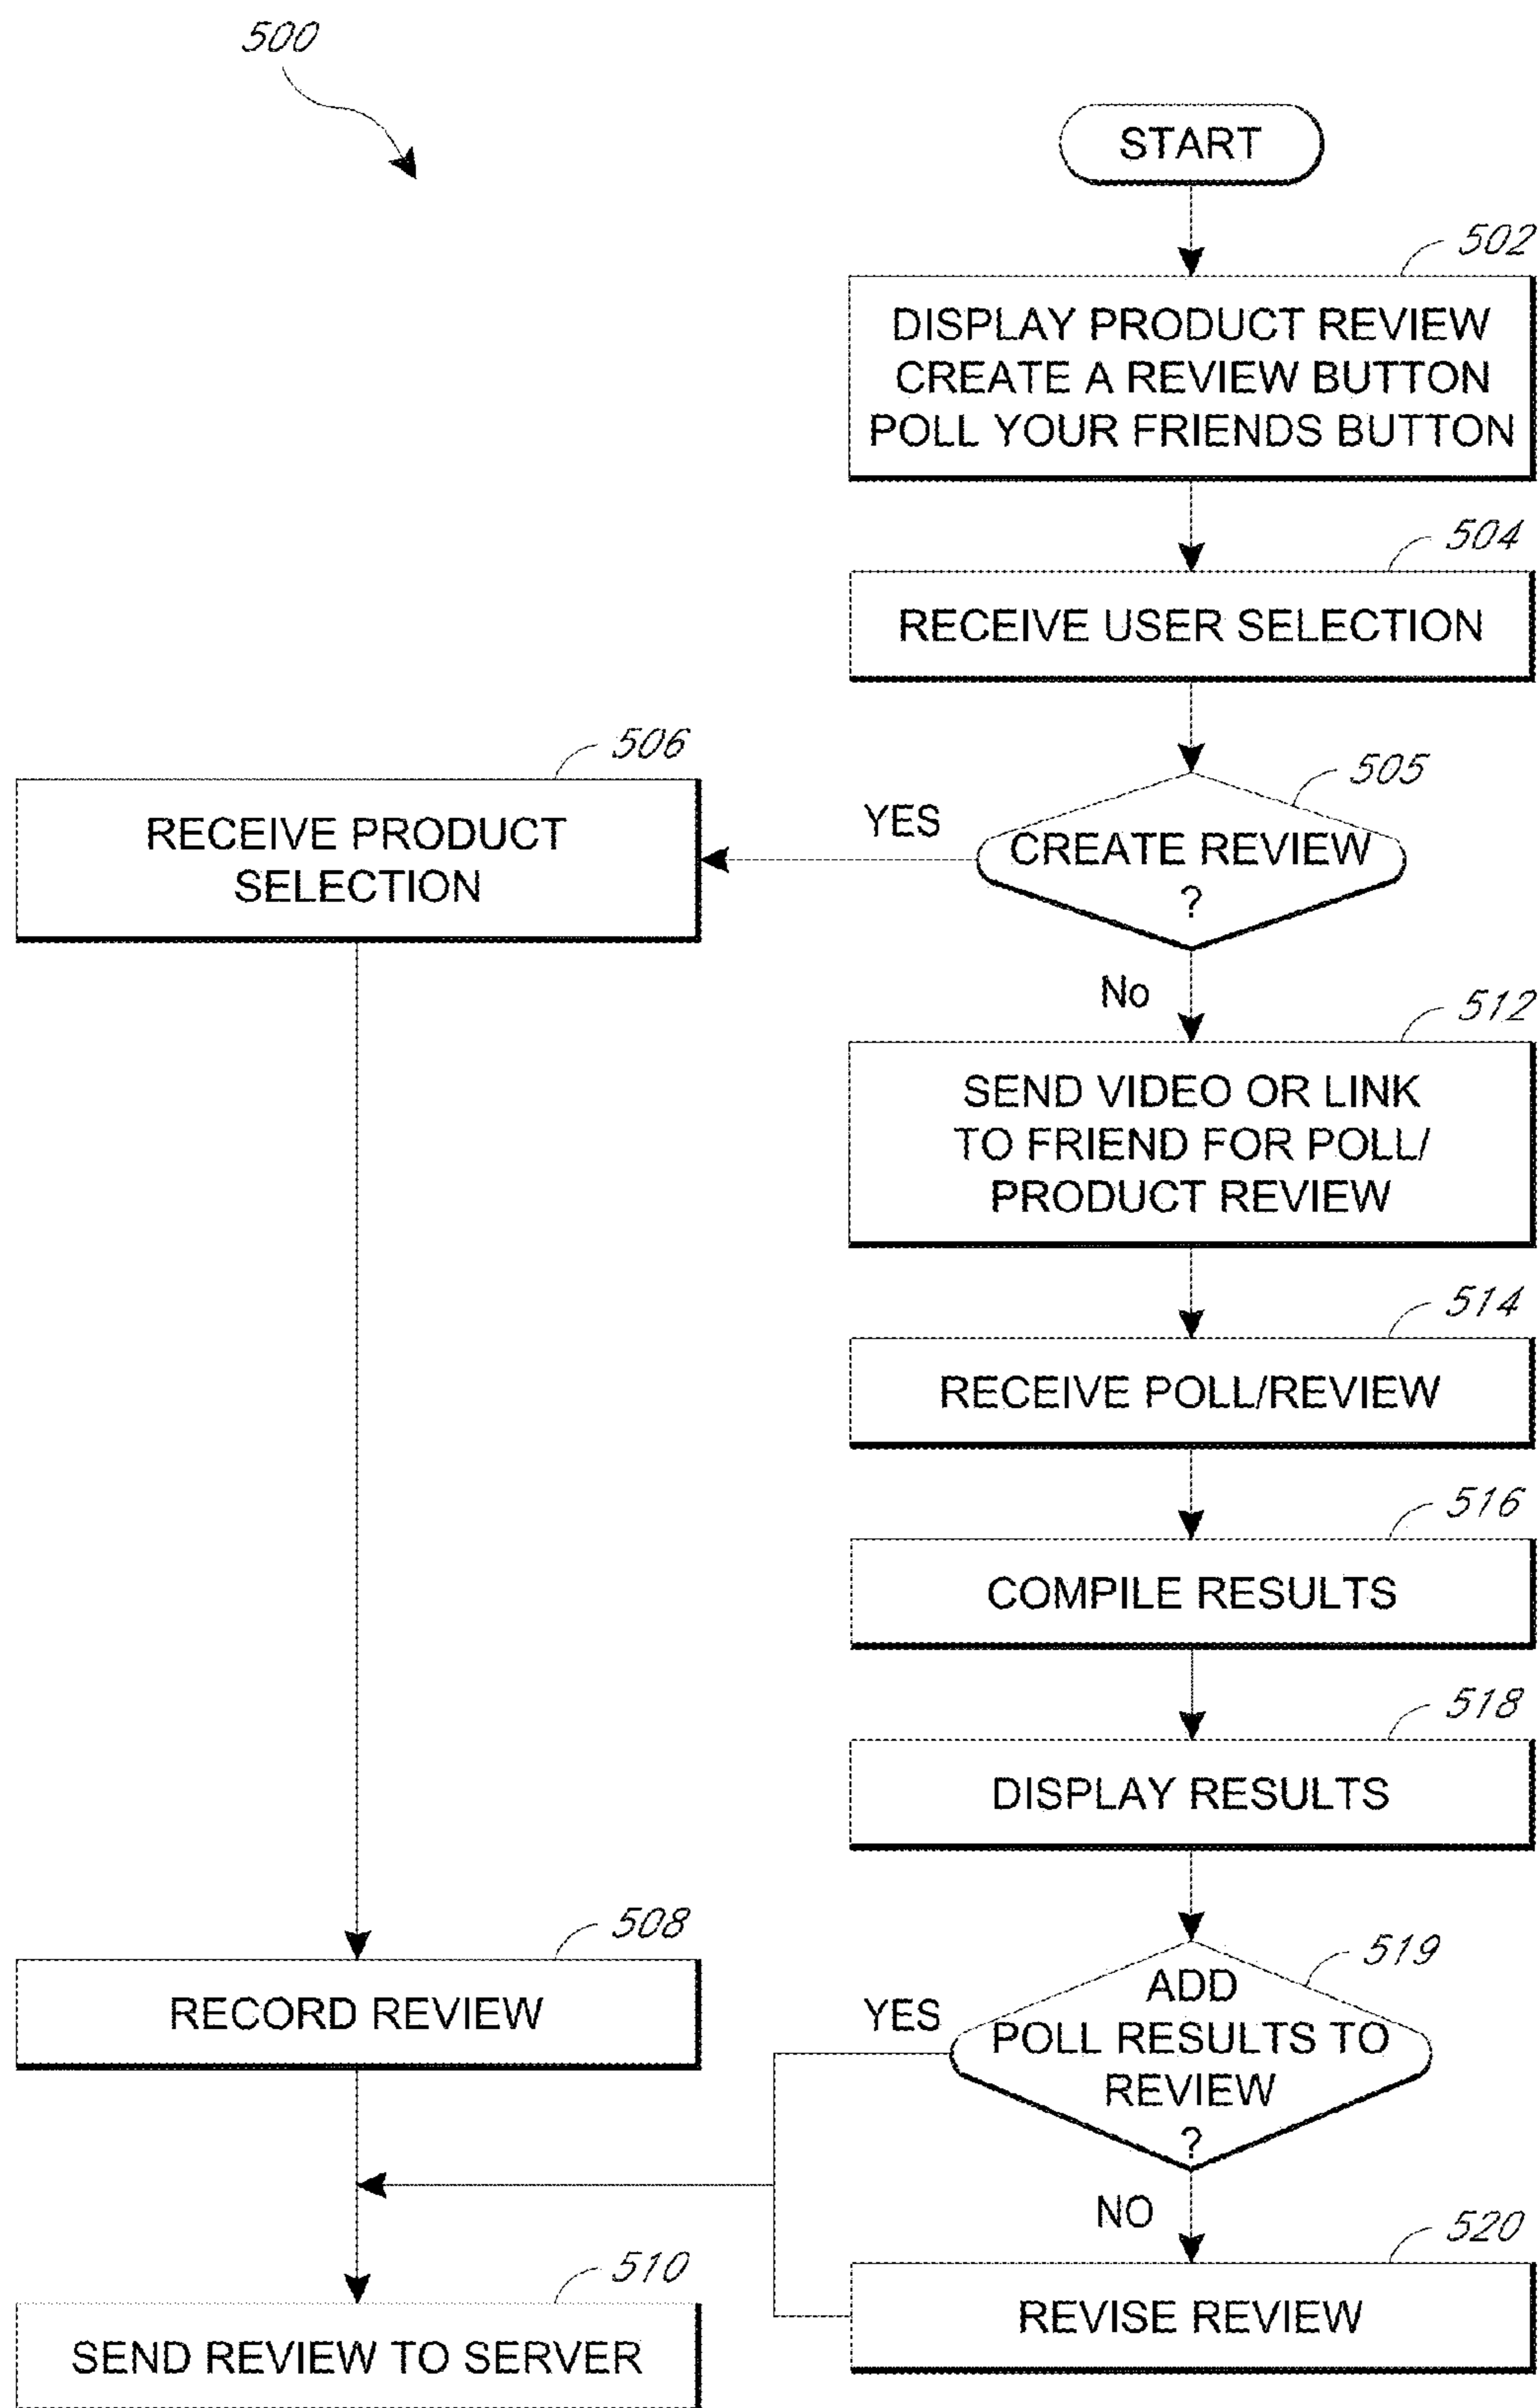 500
START
502
DISPLAY PRODUCT REVIEW
CREATE A REVIEW BUTTON
POLL YOUR FRIENDS BUTTON
504
RECEIVE USER SELECTION
506
RECEIVE PRODUCT
SELECTION
YES
505
CREATE REVIEW
?
No
512
SEND VIDEO OR LINK
TO FRIEND FOR POLL/
PRODUCT REVIEW
514
RECEIVE POLL/REVIEW
516
COMPILE RESULTS
518
DISPLAY RESULTS
508
RECORD REVIEW
YES
519
ADD
POLL RESULTS TO
REVIEW
?
NO
520
REVISE REVIEW
510
SEND REVIEW TO SERVER